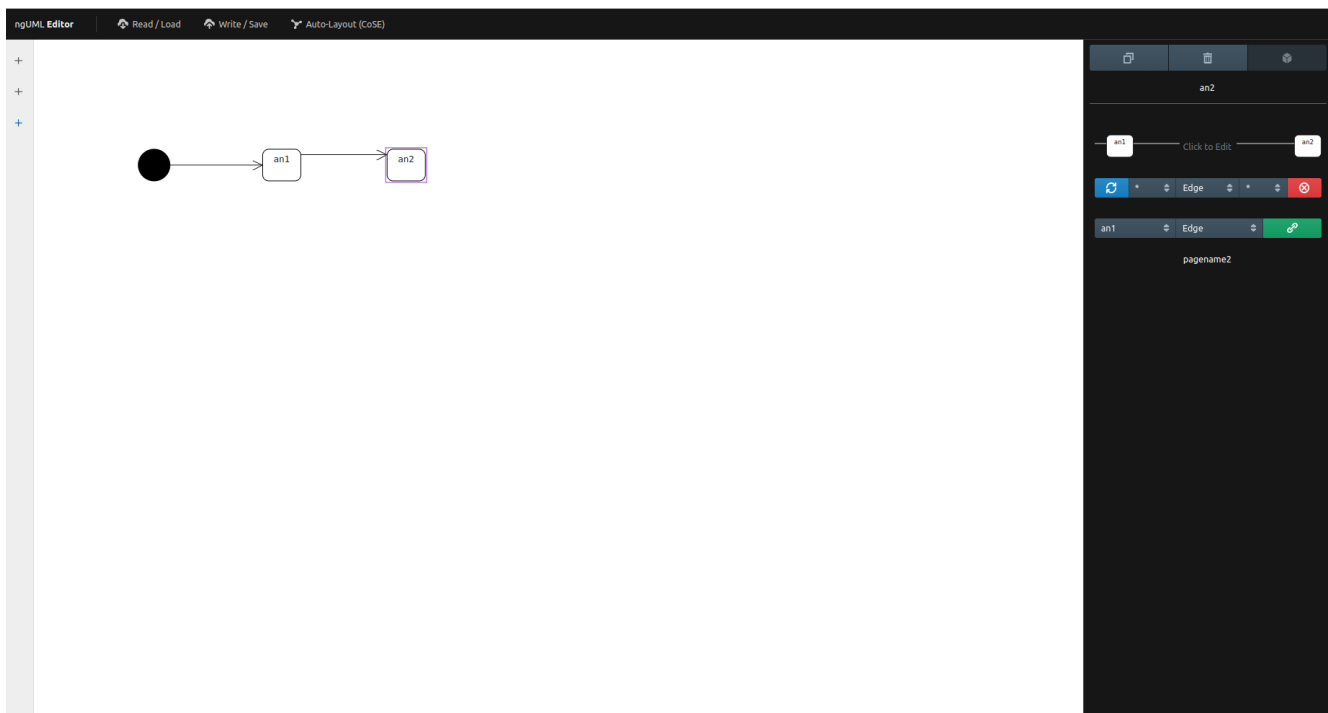 ngUML Editor Read / Load Write / Save Auto-Layout (CoSE)
an2
an1 Click to Edit an2
* Edge *
an1 Edge
pagename2
an1 an2